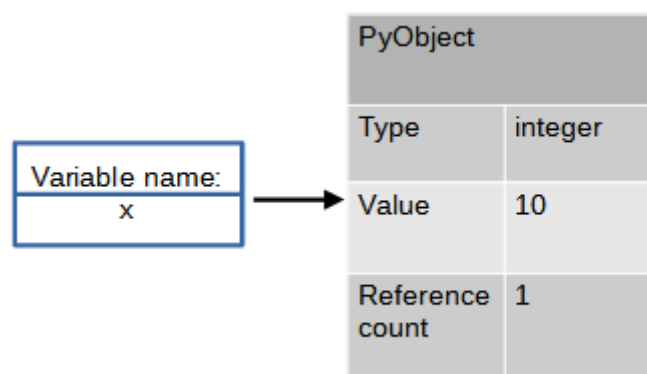 Variable name:
x
PyObject
Type integer
Value 10
Reference 1
count